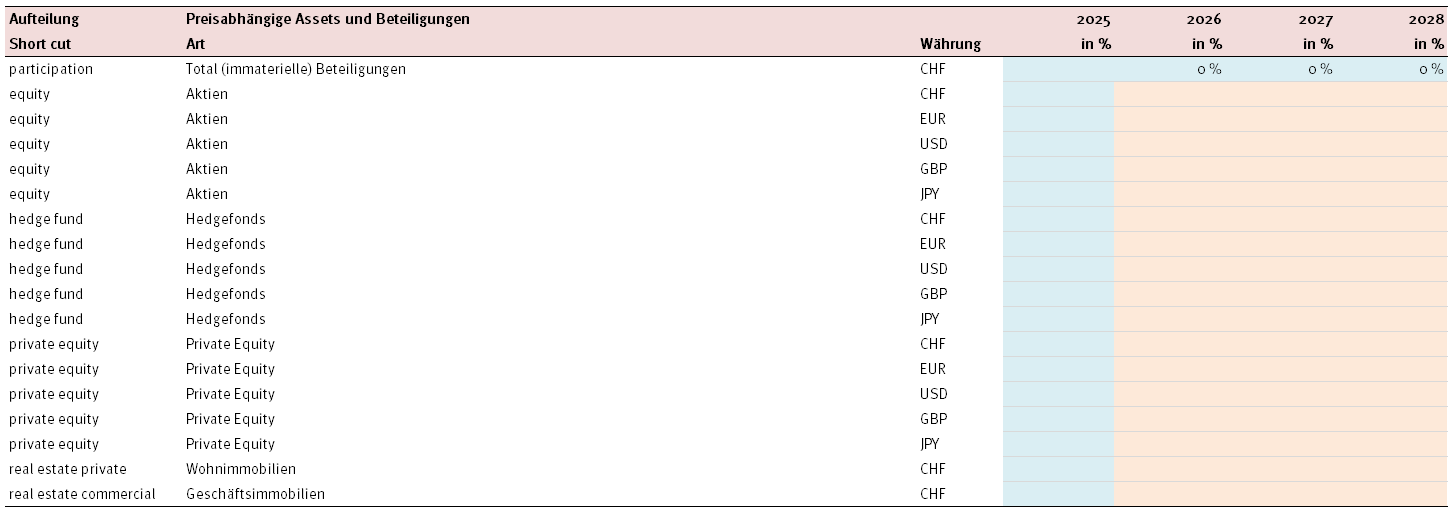 Aufteilung Preisabhängige Assets und Beteiligungen 2025 2026 2027 2028
Short cut Art Währung in % in % in % in %
participation Total (immaterielle) Beteiligungen CHF 0 % 0 % 0 %
equity Aktien CHF
equity Aktien EUR
equity Aktien USD
equity Aktien GBP
equity Aktien JPY
hedge fund Hedgefonds CHF
hedge fund Hedgefonds EUR
hedge fund Hedgefonds USD
hedge fund Hedgefonds GBP
hedge fund Hedgefonds JPY
private equity Private Equity CHF
private equity Private Equity EUR
private equity Private Equity USD
private equity Private Equity GBP
private equity Private Equity JPY
real estate private Wohnimmobilien CHF
real estate commercial Geschäftsimmobilien CHF